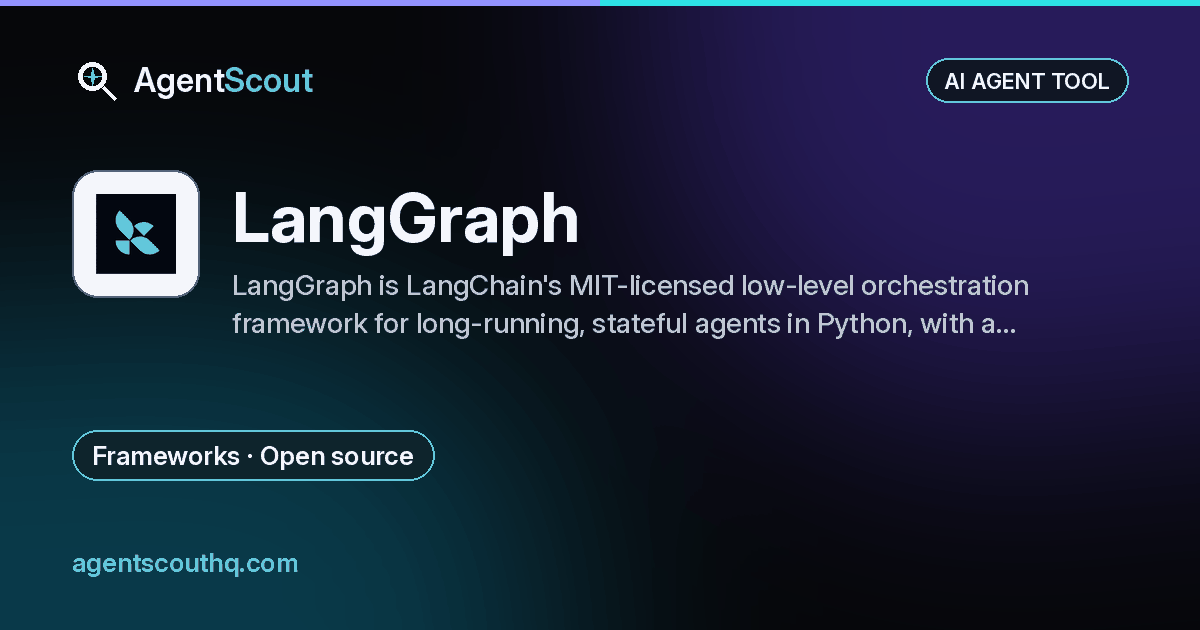 AgentScout
AI AGENT TOOL
LangGraph
LangGraph is LangChain's MIT-licensed low-level orchestration
framework for long-running, stateful agents in Python, with a...
Frameworks · Open source
agentscouthq.com